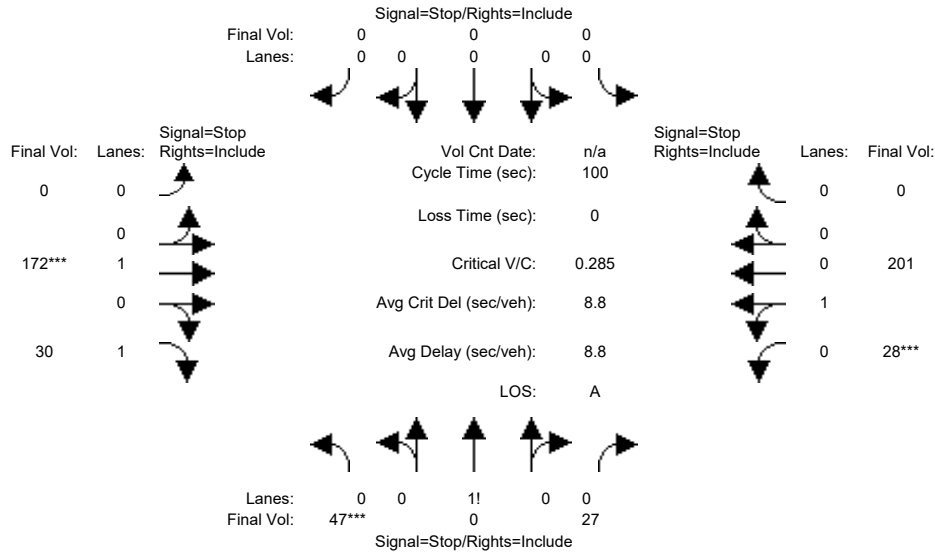 Signal=Stop/Rights=Include
Final Vol: 0 0 0
Lanes: 0 0 0 0 0
Signal=Stop Signal=Stop
Final Vol: Lanes: Rights=Include Vol Cnt Date: n/a Rights=Include Lanes: Final Vol:
Cycle Time (sec): 100
0 0 0 0
Loss Time (sec): 0
0 0
172*** 1 Critical V/C: 0.285 0 201
0 Avg Crit Del (sec/veh): 8.8 1
30 1 Avg Delay (sec/veh): 8.8 0 28***
LOS: A
Lanes: 0 0 1! 0 0
Final Vol: 47*** 0 27
Signal=Stop/Rights=Include